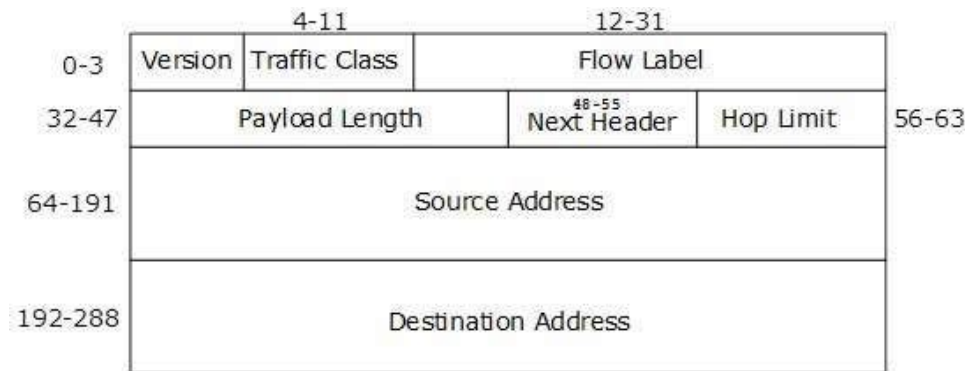 4-11 12-31
0-3 Version Traffic Class Flow Label
32-47 Payload Length 48-55 Next Header Hop Limit 56-63
64-191 Source Address
192-288 Destination Address